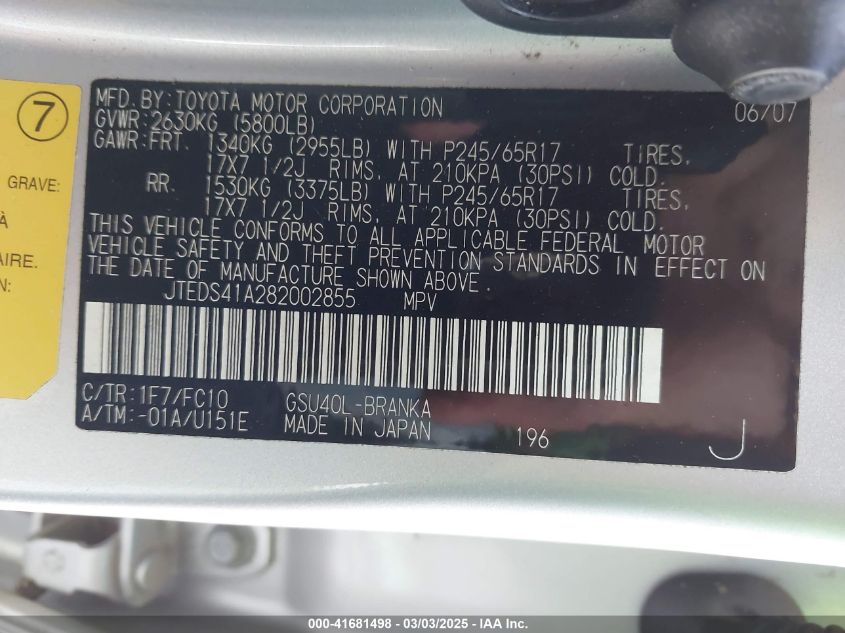 7
GRAVE:
À
AIRE.
N:
MFD. BY: TOYOTA MOTOR CORPORATION 06/07
GVWR: 2630KG (5800LB)
GAWR: FRT. 1340KG (2955LB) WITH P245/65R17 TIRES,
17X7 1/2J RIMS, AT 210KPA (30PSI) COLD.
RR. 1530KG (3375LB) WITH P245/65R17 TIRES,
17X7 1/2J RIMS, AT 210KPA (30PSI) COLD.
THIS VEHICLE CONFORMS TO ALL APPLICABLE FEDERAL MOTOR
VEHICLE SAFETY AND THEFT PREVENTION STANDARDS IN EFFECT ON
THE DATE OF MANUFACTURE SHOWN ABOVE.
JTEDS41A282002855 MPV
C/TR: 1F7/FC10 GSU40L-BRANKA
A/TM: -01A/U151E MADE IN JAPAN 196 J
000-41681498 — 03/03/2025 — IAA Inc.